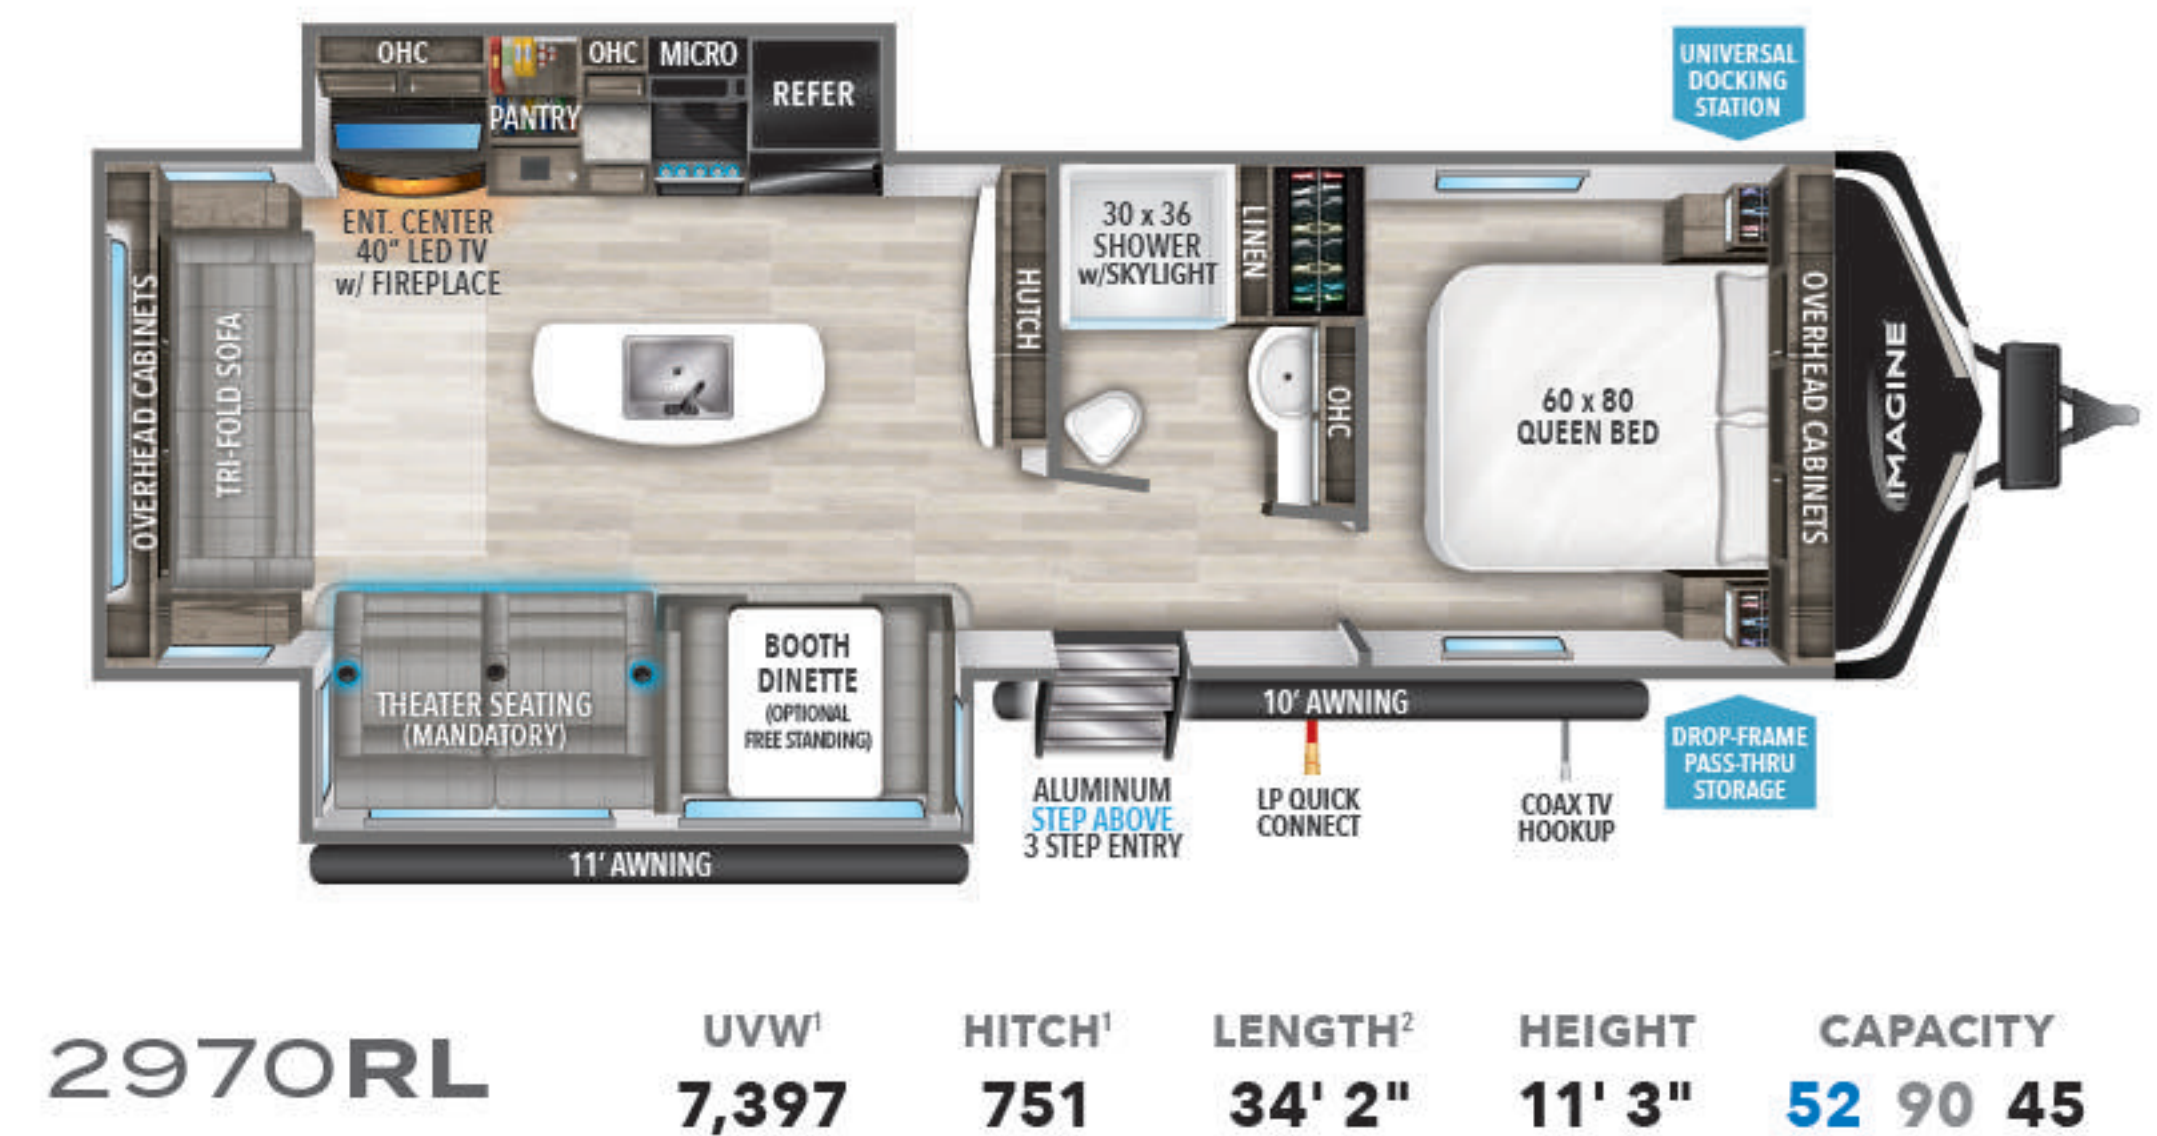 OHC
PANTRY
OHC
MICRO
REFER
UNIVERSAL
DOCKING
STATION
ENT. CENTER
40" LED TV
w/ FIREPLACE
OVERHEAD CABINETS
TRI-FOLD SOFA
HUTCH
30 x 36
SHOWER
w/SKYLIGHT
LINEN
OHC
60 x 80
QUEEN BED
OVERHEAD CABINETS
IMAGINE
THEATER SEATING
(MANDATORY)
BOOTH
DINETTE
(OPTIONAL
FREE STANDING)
10' AWNING
11' AWNING
ALUMINUM
STEP ABOVE
3 STEP ENTRY
LP QUICK
CONNECT
COAX TV
HOOKUP
DROP-FRAME
PASS-THRU
STORAGE
2970RL
UVW¹
7,397
HITCH¹
751
LENGTH²
34' 2"
HEIGHT
11' 3"
CAPACITY
52 90 45